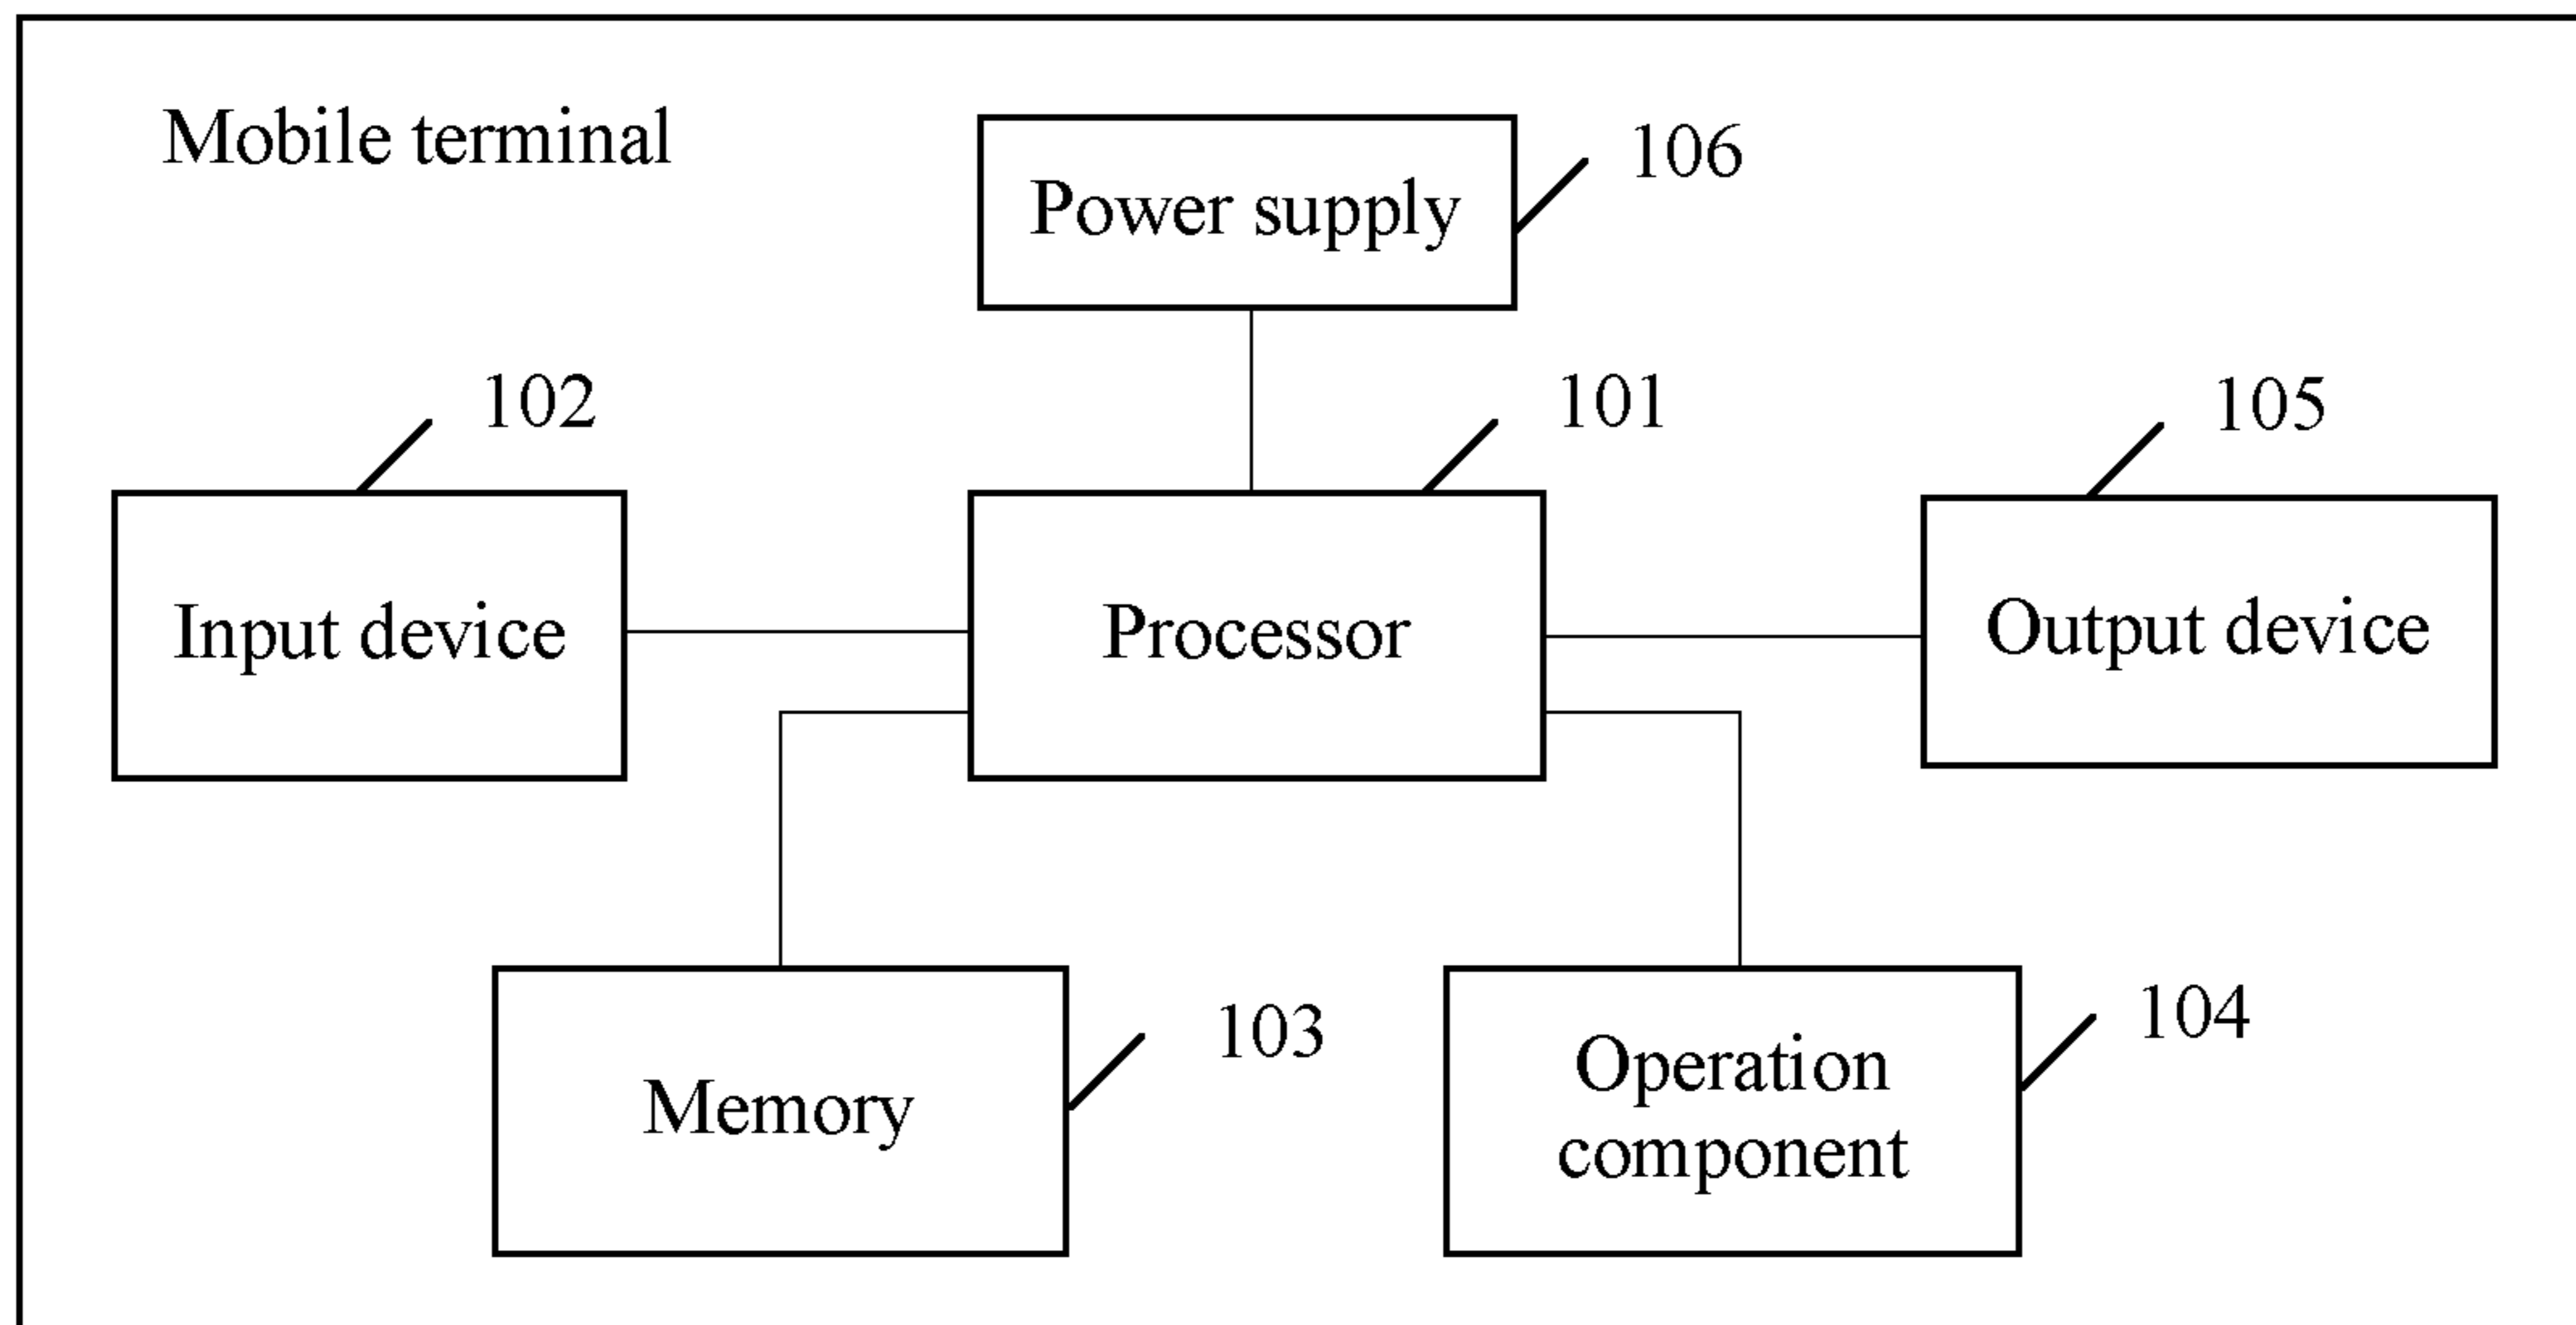 Mobile terminal
Power supply
106
102
101
105
Input device
Processor
Output device
Memory
103
Operation
component
104